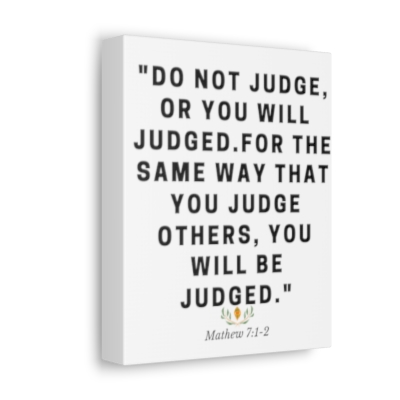 "DO NOT JUDGE,
OR YOU WILL
JUDGED.FOR THE
SAME WAY THAT
YOU JUDGE
OTHERS, YOU
WILL BE
JUDGED."
Mathew 7:1-2